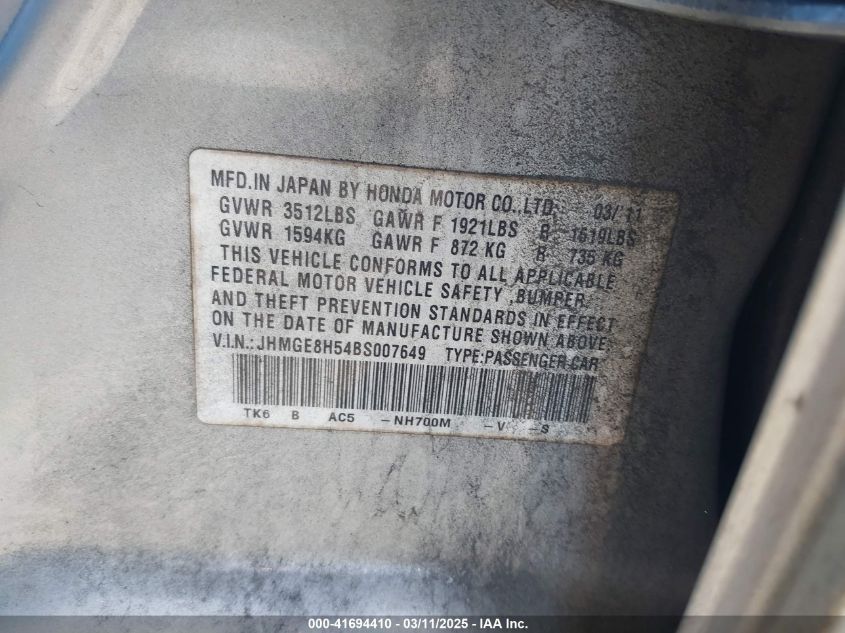 MFD.IN JAPAN BY HONDA MOTOR CO.,LTD. 03/11
GVWR 3512LBS GAWR F 1921LBS R 1619LBS
GVWR 1594KG GAWR F 872 KG R 735 KG
THIS VEHICLE CONFORMS TO ALL APPLICABLE
FEDERAL MOTOR VEHICLE SAFETY ,BUMPER,
AND THEFT PREVENTION STANDARDS IN EFFECT
ON THE DATE OF MANUFACTURE SHOWN ABOVE.
V.I.N.:JHMGE8H54BS007649 TYPE:PASSENGER CAR
TK6 B AC5 –NH700M –V –S
000-41694410 / 03/11/2025 - IAA Inc.